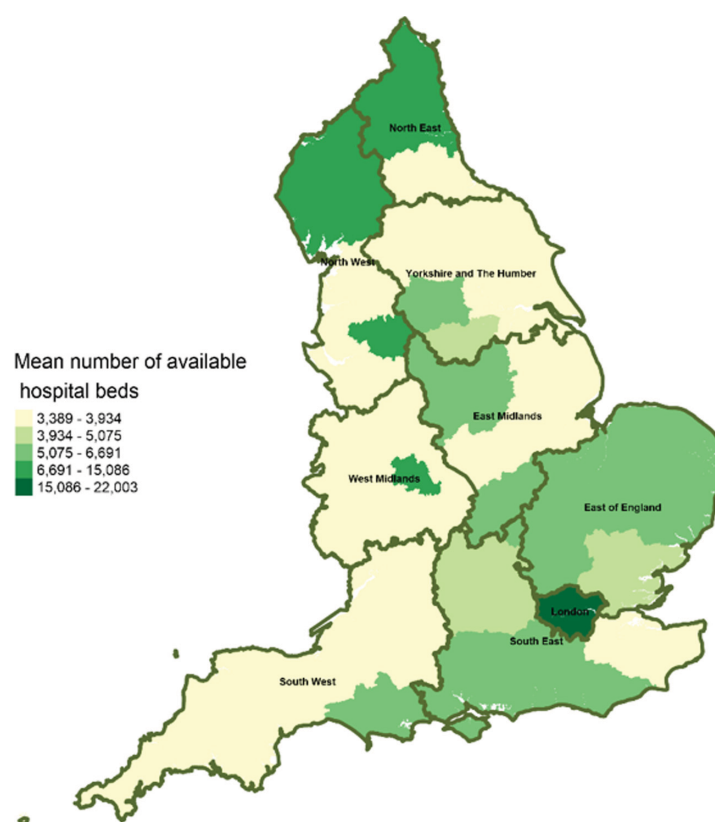 North East
North West
Yorkshire and The Humber
Mean number of available
hospital beds
3,389 - 3,934
3,934 - 5,075
5,075 - 6,691
6,691 - 15,086
15,086 - 22,003
East Midlands
West Midlands
East of England
London
South East
South West